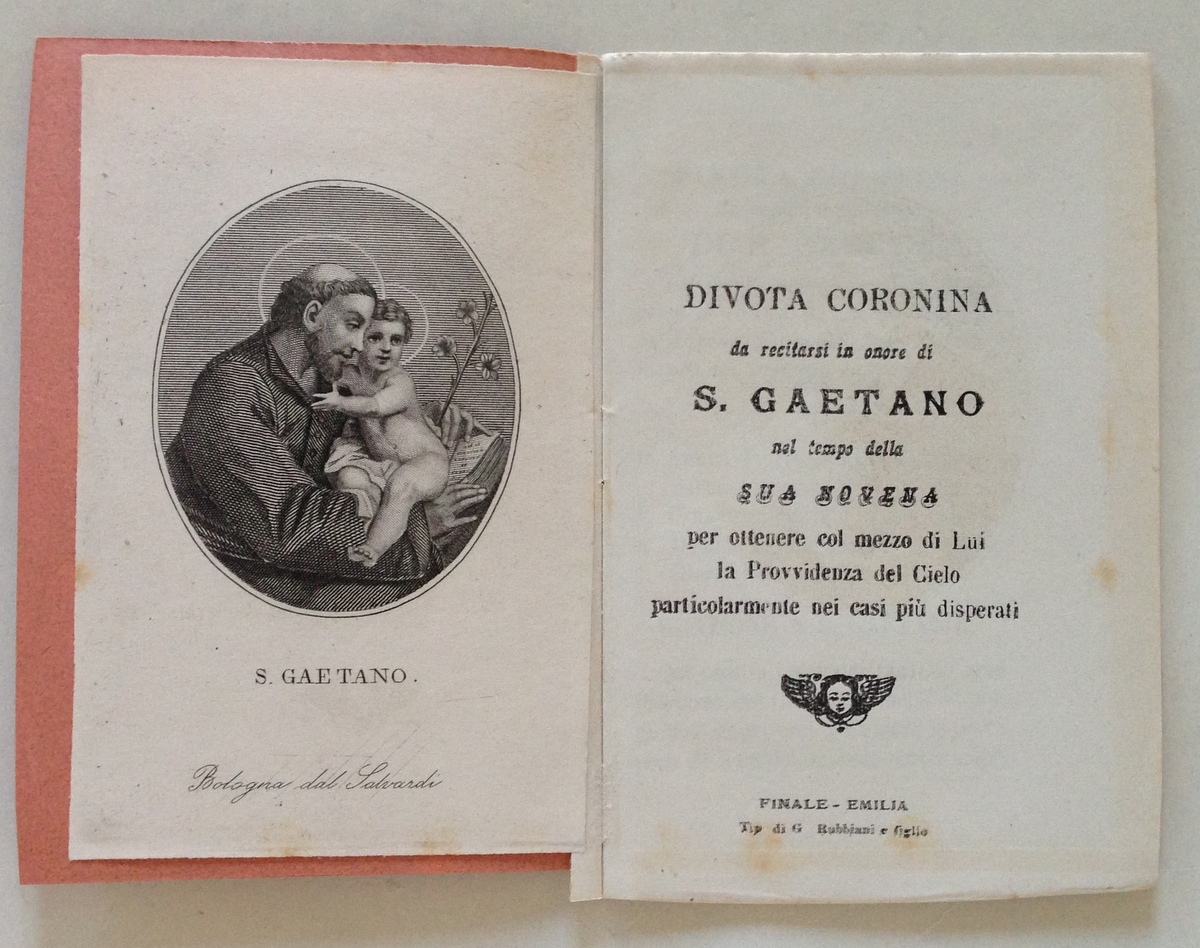 S. GAETANO.
Bologna dal Salvardi
DIVOTA CORONINA
da recitarsi in onore di
S. GAETANO
nel tempo della
SUA NOVENA
per ottenere col mezzo di Lui
la Provvidenza del Cielo
particolarmente nei casi più disperati
FINALE - EMILIA
Tip di G Rubbiani e figlio